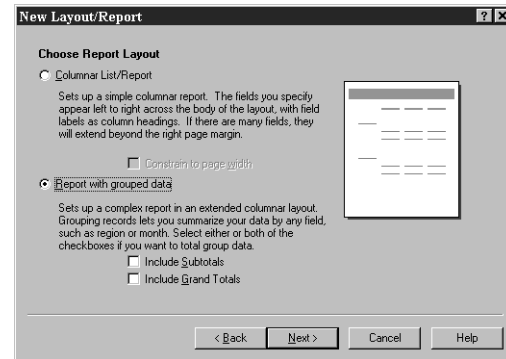 New Layout/Report
Choose Report Layout
Columnar List/Report
Sets up a simple columnar report. The fields you specify
appear left to right across the body of the layout, with field
labels as column headings. If there are many fields, they
will extend beyond the right page margin.
Constrain to page width
Report with grouped data
Sets up a complex report in an extended columnar layout.
Grouping records lets you summarize your data by any field,
such as region or month. Select either or both of the
checkboxes if you want to total group data.
Include Subtotals
Include Grand Totals
< Back Next > Cancel Help